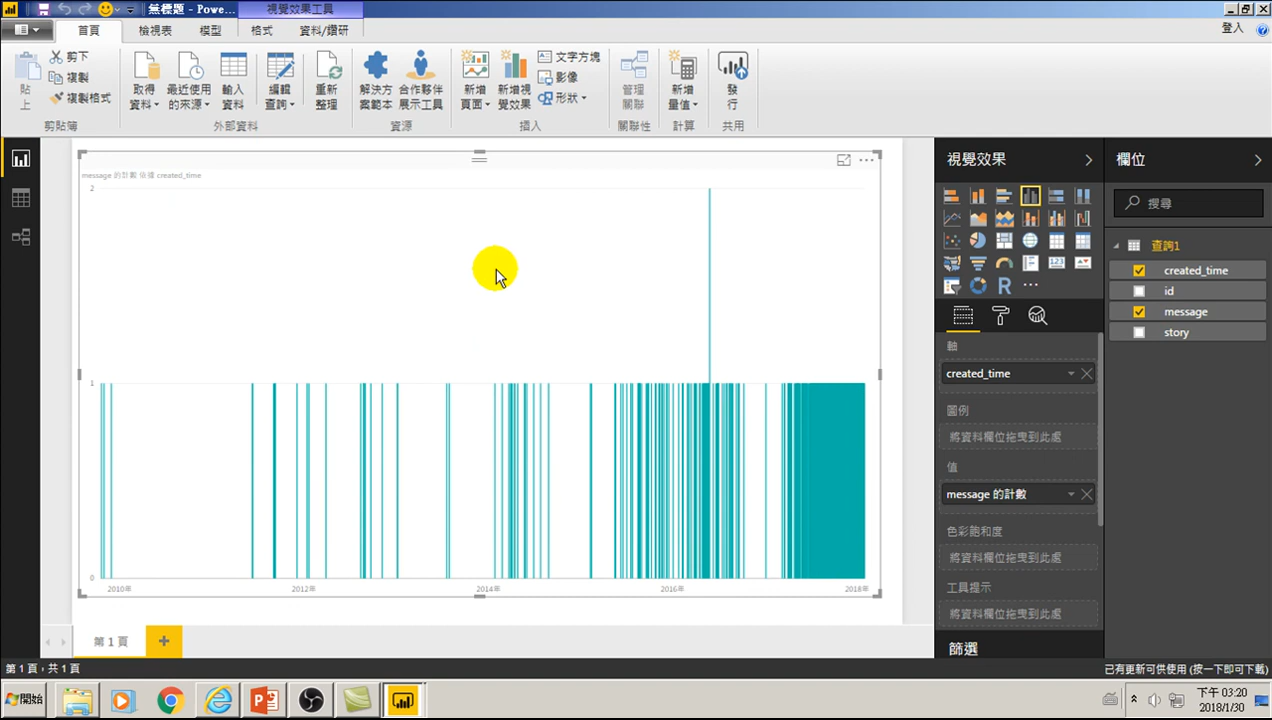 無標題 - Powe...
視覺效果工具
登入
首頁
檢視表
模型
格式
資料/鑽研
貼上
剪下
複製
複製格式
剪貼簿
取得資料
最近使用的來源
輸入資料
編輯查詢
重新整理
外部資料
解決方案範本
合作夥伴展示工具
資源
新增頁面
新增視覺效果
文字方塊
影像
形狀
插入
管理關聯
關聯性
新增量值
計算
發行
共用
message 的計數 依據 created_time
2
1
0
2010年
2012年
2014年
2016年
2018年
視覺效果
R
123
軸
created_time
圖例
將資料欄位拖曳到此處
值
message 的計數
色彩飽和度
將資料欄位拖曳到此處
工具提示
將資料欄位拖曳到此處
篩選
欄位
搜尋
查詢1
created_time
id
message
story
第 1 頁
第 1 頁，共 1 頁
已有更新可供使用 (按一下即可下載)
開始
下午 03:20
2018/1/30